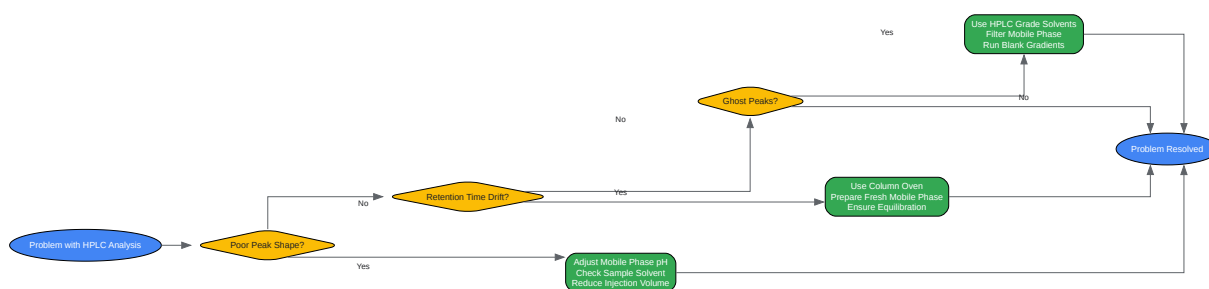 Problem with HPLC Analysis
Poor Peak Shape?
No
Yes
Retention Time Drift?
No
Yes
Adjust Mobile Phase pH
Check Sample Solvent
Reduce Injection Volume
Ghost Peaks?
Use Column Oven
Prepare Fresh Mobile Phase
Ensure Equilibration
Yes
No
Use HPLC Grade Solvents
Filter Mobile Phase
Run Blank Gradients
Problem Resolved